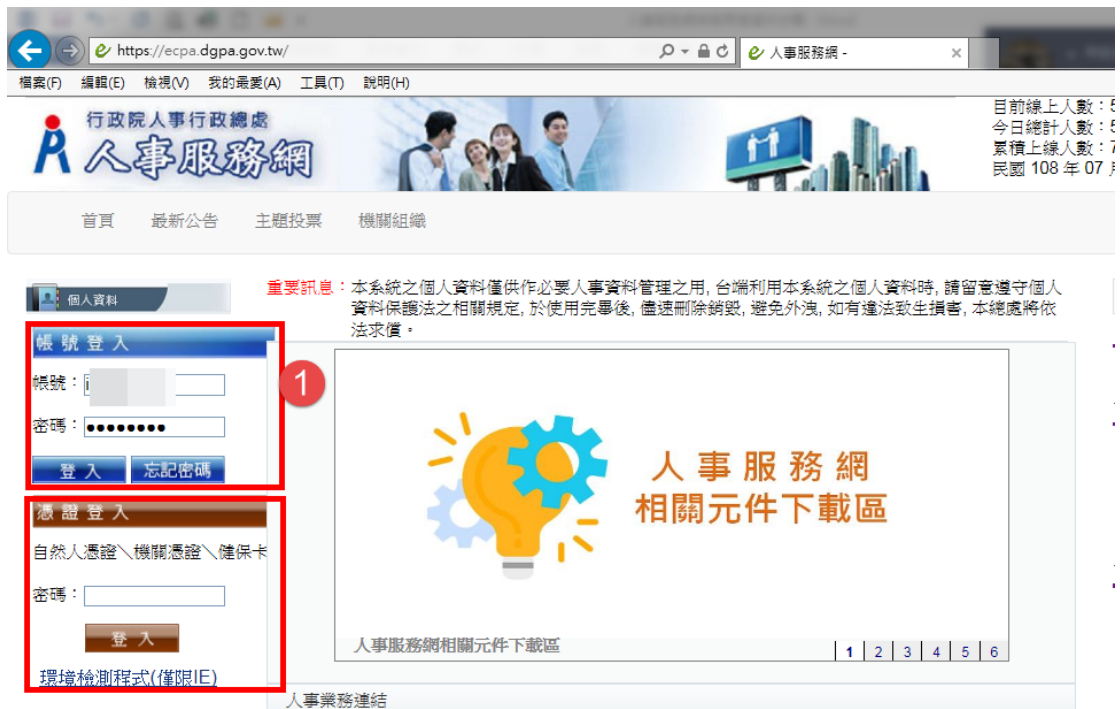 https://ecpa.dgpa.gov.tw/
人事服務網 -
檔案(F) 編輯(E) 檢視(V) 我的最愛(A) 工具(T) 說明(H)
行政院人事行政總處
人事服務網
目前線上人數：5
今日總計人數：5
累積上線人數：7
民國 108 年 07
首頁 最新公告 主題投票 機關組織
個人資料
重要訊息：本系統之個人資料僅供作必要人事資料管理之用, 台端利用本系統之個人資料時, 請留意遵守個人
資料保護法之相關規定, 於使用完畢後, 儘速刪除銷毀, 避免外洩, 如有違法致生損害, 本總處將依
法求償。
帳號登入
帳號：i
密碼：●●●●●●●●
登入 忘記密碼
1
憑證登入
自然人憑證＼機關憑證＼健保卡
密碼：
登入
環境檢測程式(僅限IE)
人事服務網
相關元件下載區
人事服務網相關元件下載區
1 2 3 4 5 6
人事業務連結